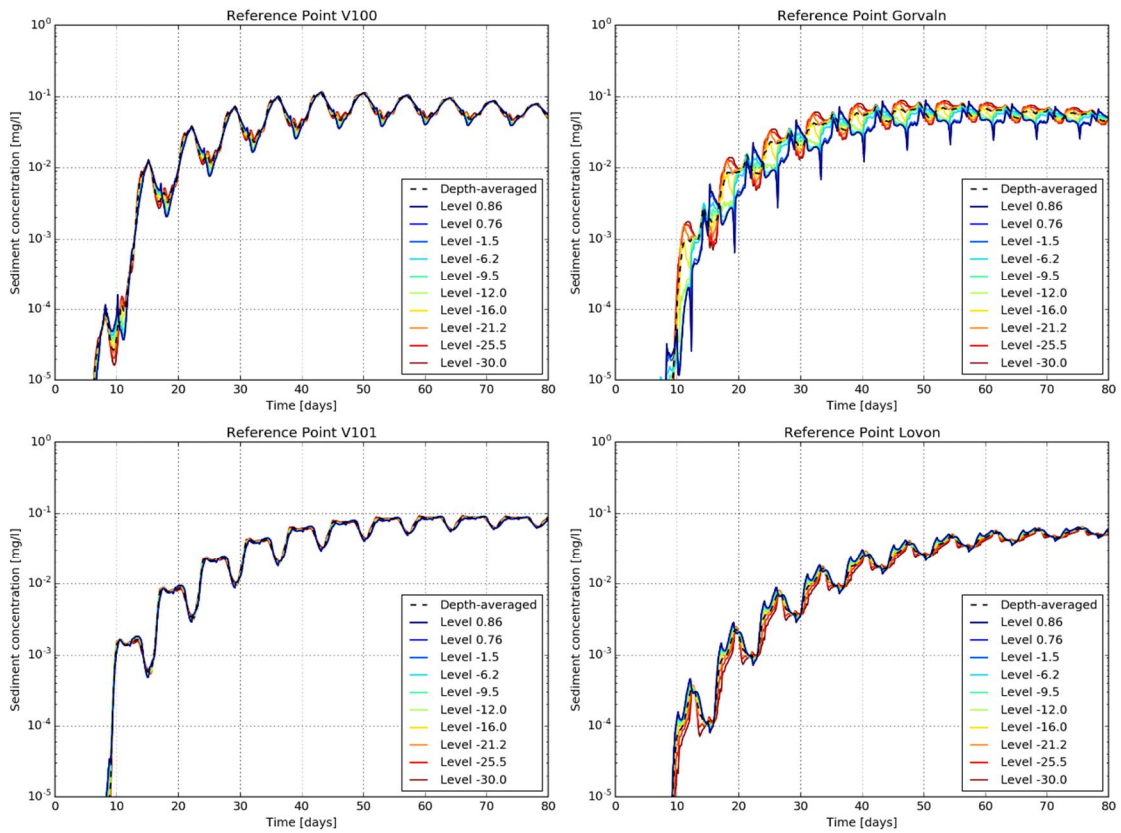 Reference Point V100
Sediment concentration [mg/l]
10^0
10^-1
10^-2
10^-3
10^-4
10^-5
Depth-averaged
Level 0.86
Level 0.76
Level -1.5
Level -6.2
Level -9.5
Level -12.0
Level -16.0
Level -21.2
Level -25.5
Level -30.0
0 10 20 30 40 50 60 70 80
Time [days]
Reference Point Gorvaln
Sediment concentration [mg/l]
10^0
10^-1
10^-2
10^-3
10^-4
10^-5
Depth-averaged
Level 0.86
Level 0.76
Level -1.5
Level -6.2
Level -9.5
Level -12.0
Level -16.0
Level -21.2
Level -25.5
Level -30.0
0 10 20 30 40 50 60 70 80
Time [days]
Reference Point V101
Sediment concentration [mg/l]
10^0
10^-1
10^-2
10^-3
10^-4
10^-5
Depth-averaged
Level 0.86
Level 0.76
Level -1.5
Level -6.2
Level -9.5
Level -12.0
Level -16.0
Level -21.2
Level -25.5
Level -30.0
0 10 20 30 40 50 60 70 80
Time [days]
Reference Point Lovon
Sediment concentration [mg/l]
10^0
10^-1
10^-2
10^-3
10^-4
10^-5
Depth-averaged
Level 0.86
Level 0.76
Level -1.5
Level -6.2
Level -9.5
Level -12.0
Level -16.0
Level -21.2
Level -25.5
Level -30.0
0 10 20 30 40 50 60 70 80
Time [days]